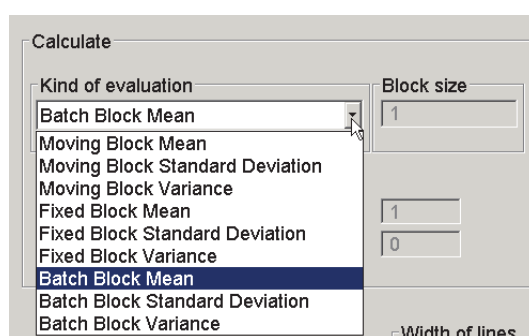 Calculate
Kind of evaluation
Block size
Batch Block Mean
1
Moving Block Mean
Moving Block Standard Deviation
Moving Block Variance
Fixed Block Mean
1
Fixed Block Standard Deviation
0
Fixed Block Variance
Batch Block Mean
Batch Block Standard Deviation
Batch Block Variance
Width of lines